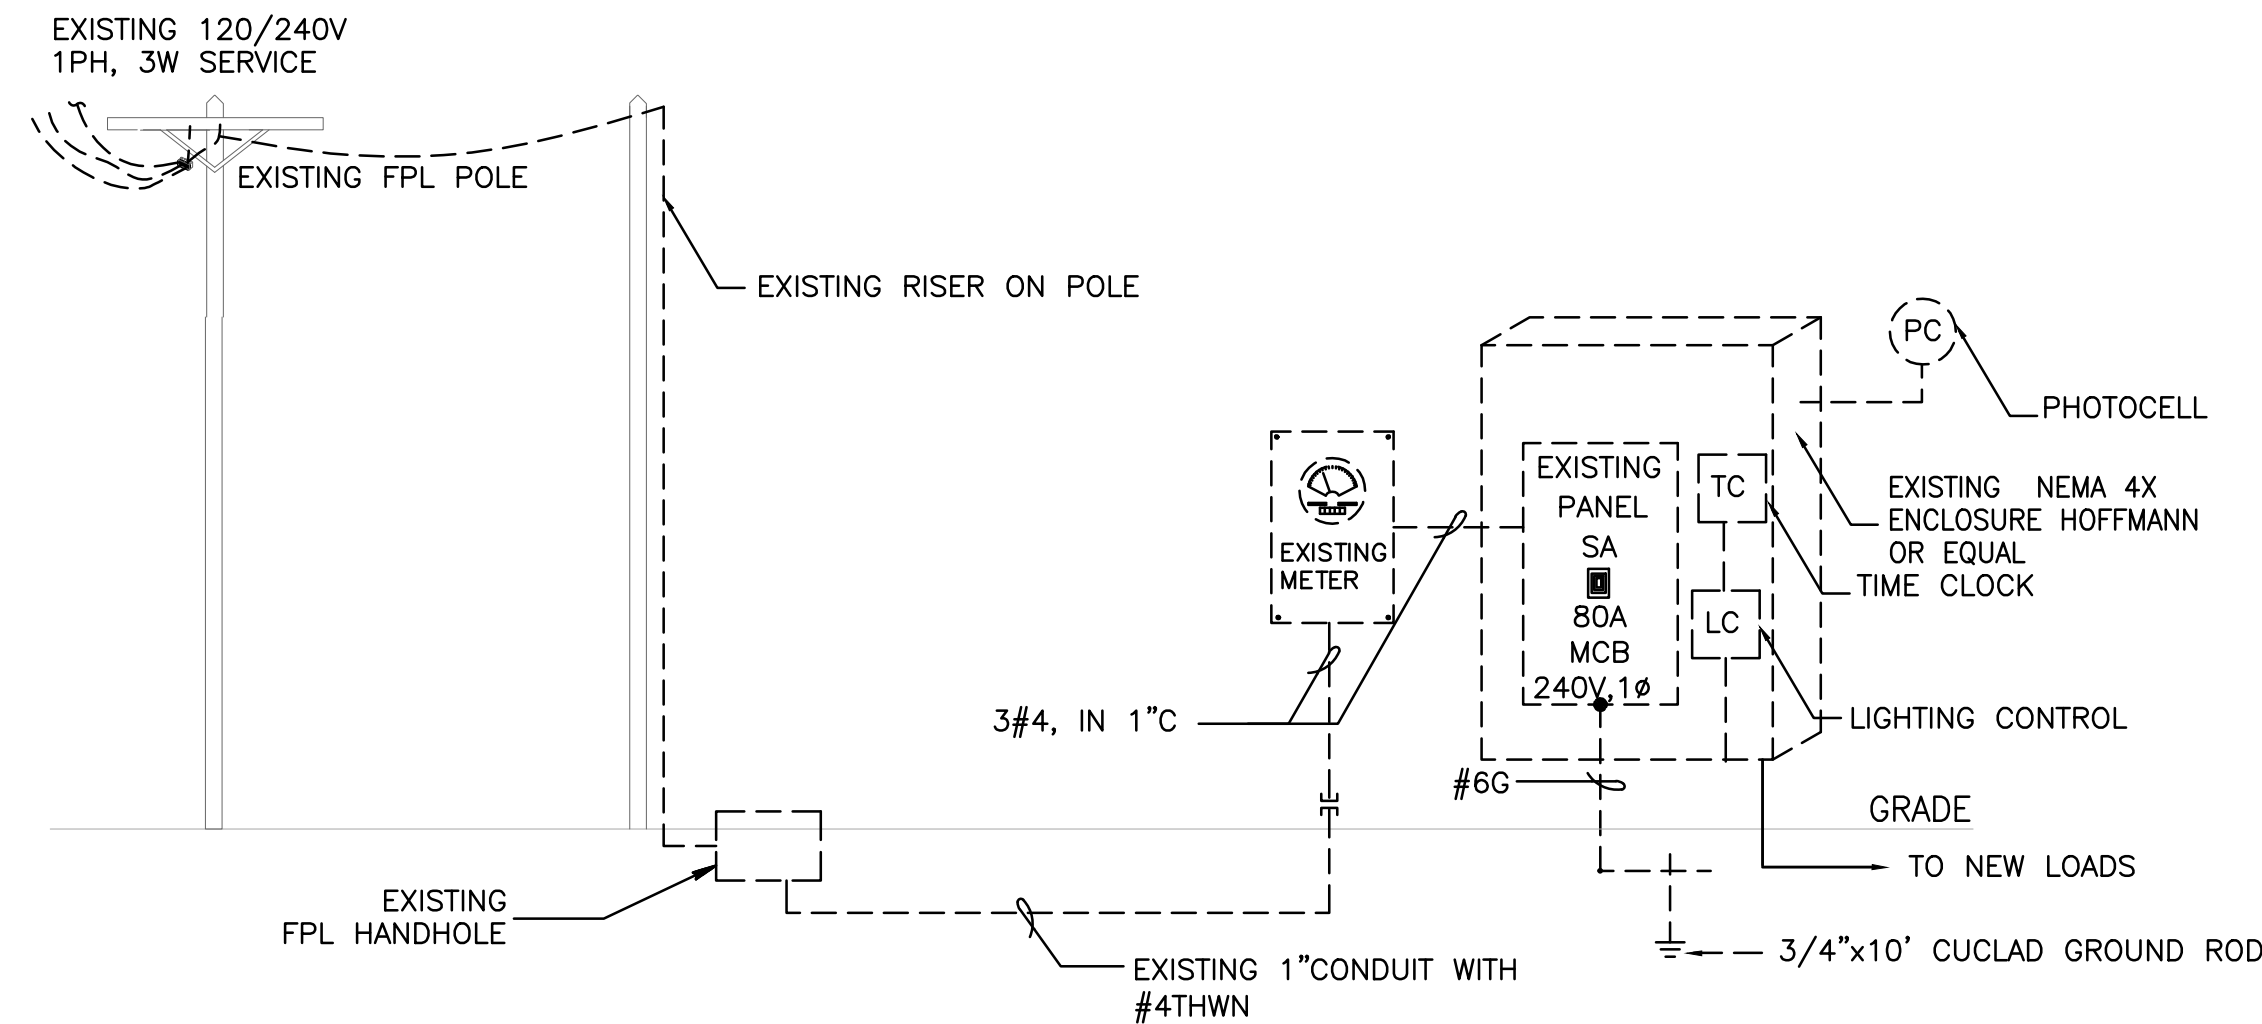 EXISTING 120/240V
1PH, 3W SERVICE
EXISTING FPL POLE
EXISTING RISER ON POLE
PC
PHOTOCELL
EXISTING NEMA 4X
ENCLOSURE HOFFMANN
OR EQUAL
TIME CLOCK
EXISTING
PANEL
SA
80A
MCB
240V,1ø
TC
LC
EXISTING
METER
3#4, IN 1"C
LIGHTING CONTROL
#6G
GRADE
TO NEW LOADS
EXISTING
FPL HANDHOLE
EXISTING 1"CONDUIT WITH
#4THWN
3/4"x10' CUCLAD GROUND ROD